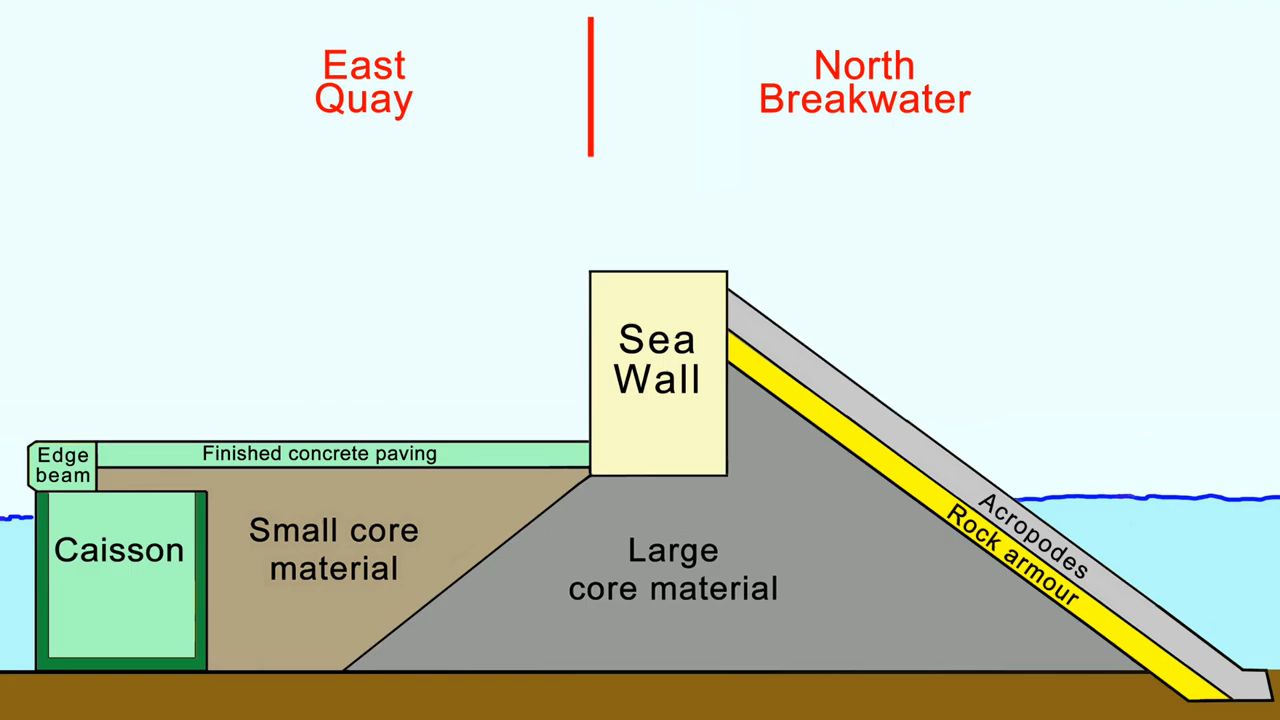 East
Quay
North
Breakwater
Sea
Wall
Edge
beam
Finished concrete paving
Caisson
Small core
material
Large
core material
Acropodes
Rock armour